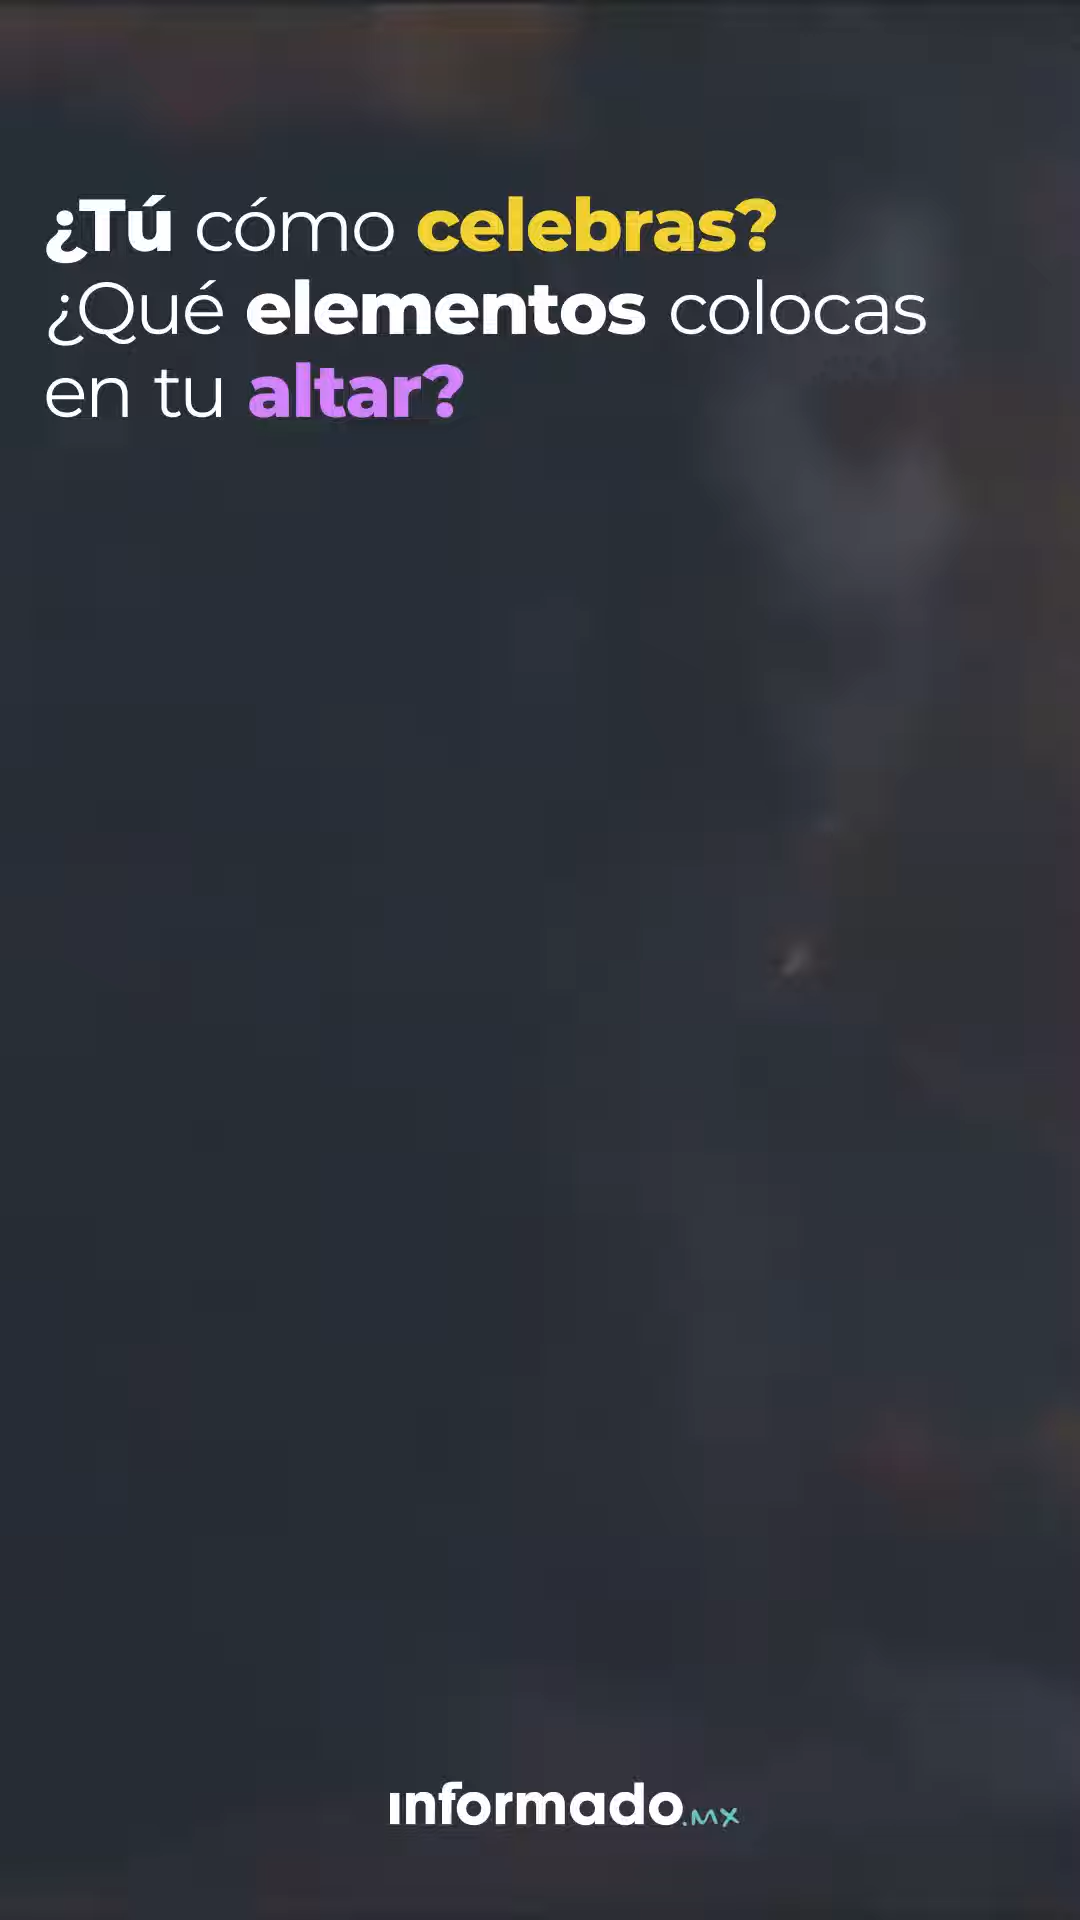 ¿Tú cómo celebras?
¿Qué elementos colocas
en tu altar?
informado.mx